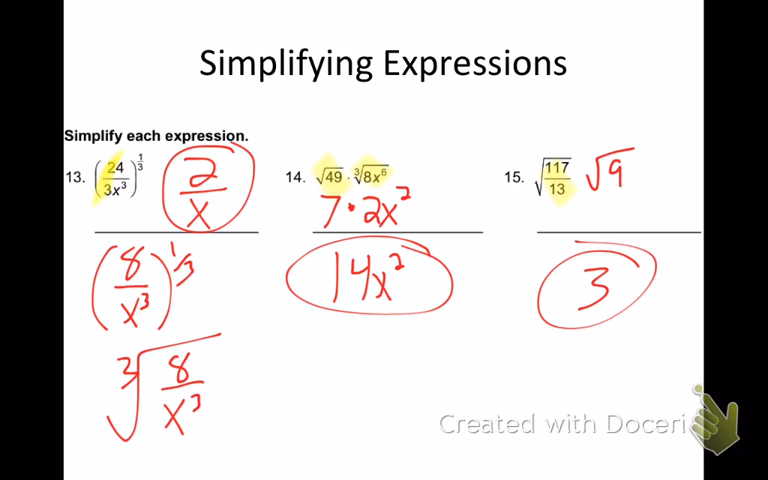 Simplifying Expressions
Simplify each expression.
13. (24/3x³)^(1/3)
2/x
(8/x³)^(1/3)
∛(8/x³)
14. √49 · ∛(8x⁶)
7 · 2x²
14x²
15. √(117/13)
√9
3
Created with Doceri